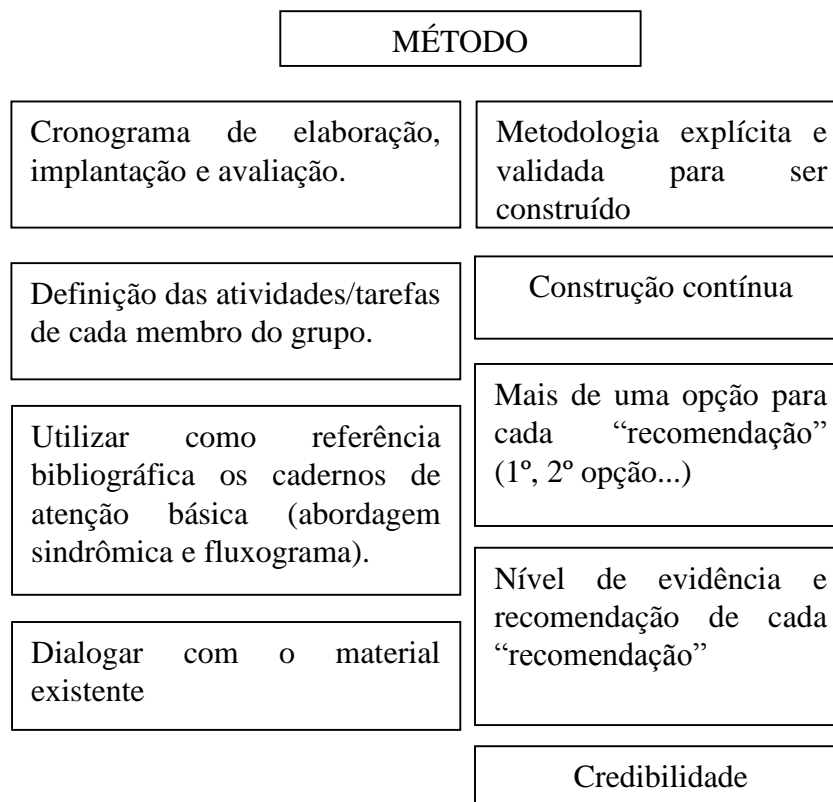 MÉTODO
Cronograma de elaboração,
implantação e avaliação.
Definição das atividades/tarefas
de cada membro do grupo.
Utilizar como referência
bibliográfica os cadernos de
atenção básica (abordagem
sindrômica e fluxograma).
Dialogar com o material
existente
Metodologia explícita e
validada para ser
construído
Construção contínua
Mais de uma opção para
cada “recomendação”
(1º, 2º opção...)
Nível de evidência e
recomendação de cada
“recomendação”
Credibilidade